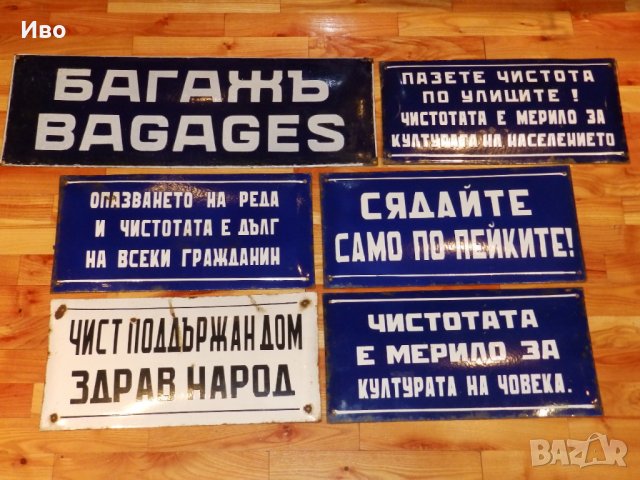 Иво
БАГАЖЪ
BAGAGES
ПАЗЕТЕ ЧИСТОТА
ПО УЛИЦИТЕ !
ЧИСТОТАТА Е МЕРИЛО ЗА
КУЛТУРАТА НА НАСЕЛЕНИЕТО
ОПАЗВАНЕТО НА РЕДА
И ЧИСТОТАТА Е ДЪЛГ
НА ВСЕКИ ГРАЖДАНИН
СЯДАЙТЕ
САМО ПО ПЕЙКИТЕ!
ЧИСТ ПОДДЪРЖАН ДОМ
ЗДРАВ НАРОД
ЧИСТОТАТА
Е МЕРИЛО ЗА
КУЛТУРАТА НА ЧОВЕКА.
BAZAR